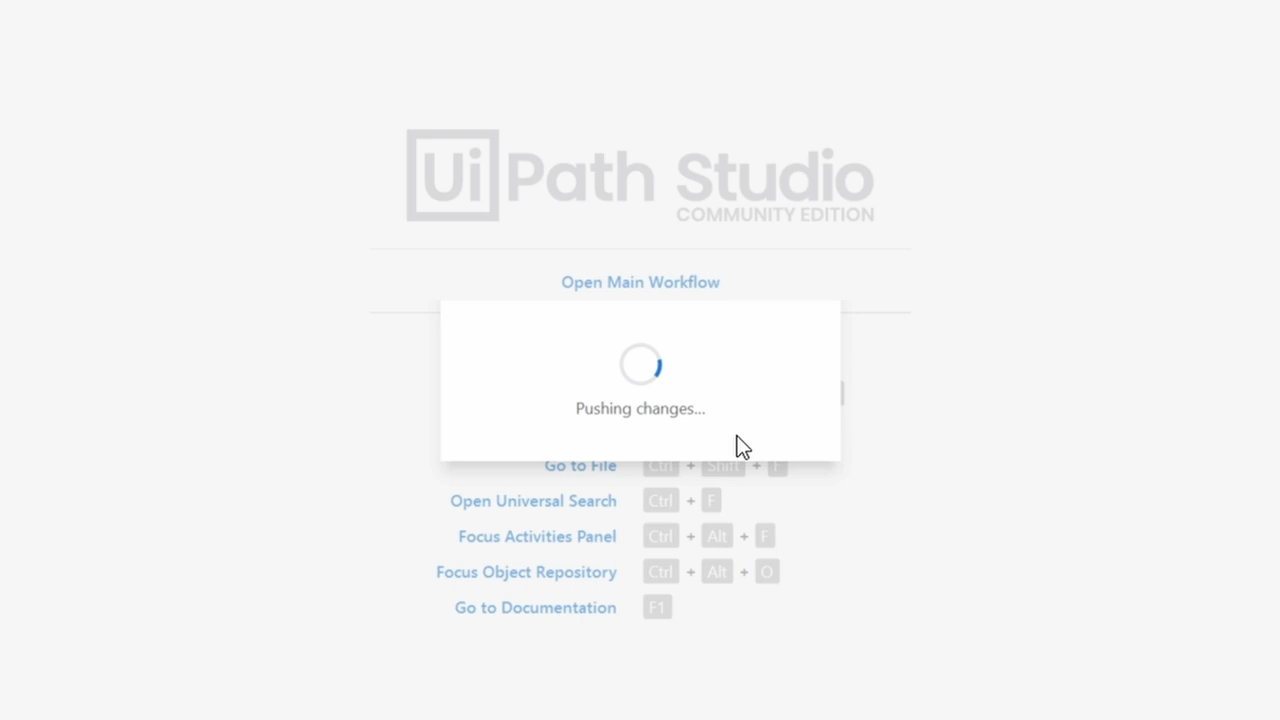 UiPath Studio
COMMUNITY EDITION
Open Main Workflow
Pushing changes...
Go to File Ctrl + Shift + F
Open Universal Search Ctrl + F
Focus Activities Panel Ctrl + Alt + F
Focus Object Repository Ctrl + Alt + O
Go to Documentation F1